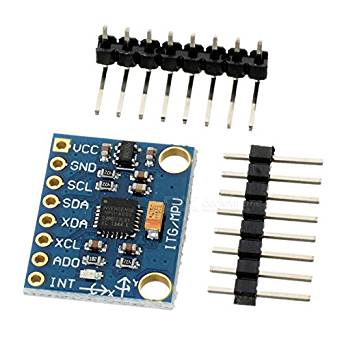 VCC
GND
SCL
SDA
XDA
XCL
ADO
INT
ITG/MPU
X
Y